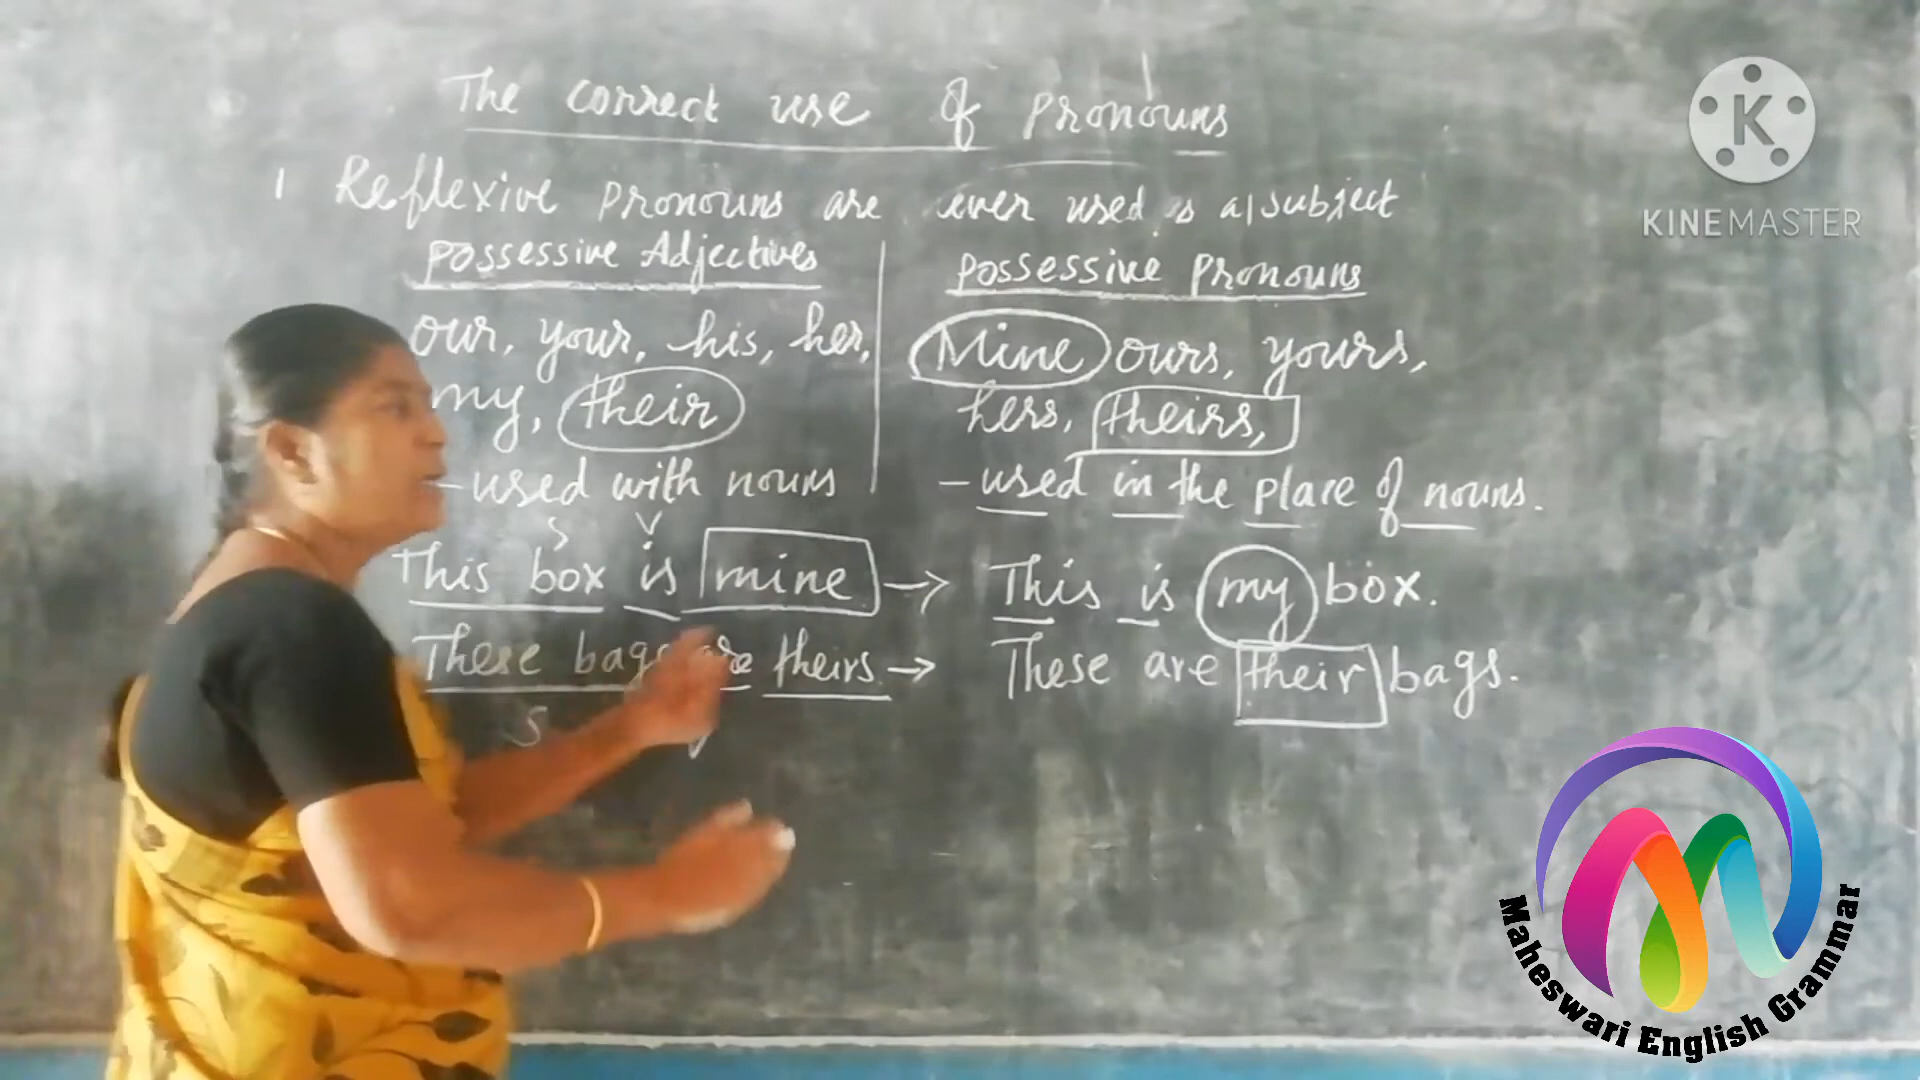 The correct use of pronouns
1 Reflexive pronouns are ever used s a subject
possessive Adjectives
our, your, his, her,
my, their
- used with nouns
possessive pronouns
Mine ours, yours,
hers, theirs,
- used in the place of nouns.
S V
This box is mine → This is my box.
These bags are theirs. → These are their bags.
S
KINEMASTER
Maheswari English Grammar